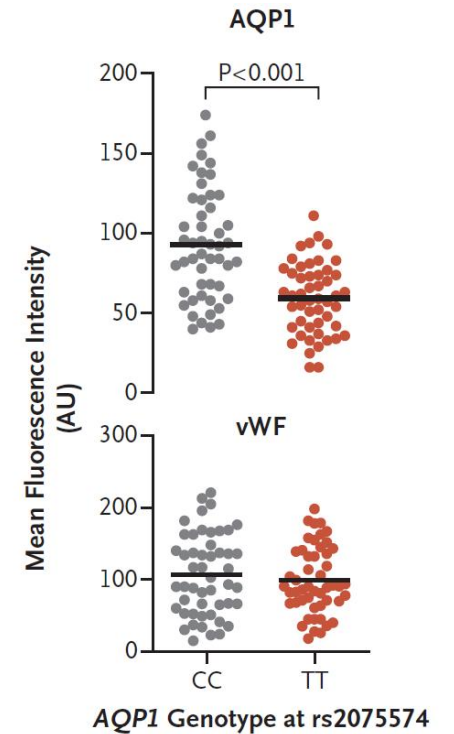 AQP1
200
P<0.001
150
100
50
0
Mean Fluorescence Intensity
(AU)
vWF
300
200
100
0
CC TT
AQP1 Genotype at rs2075574